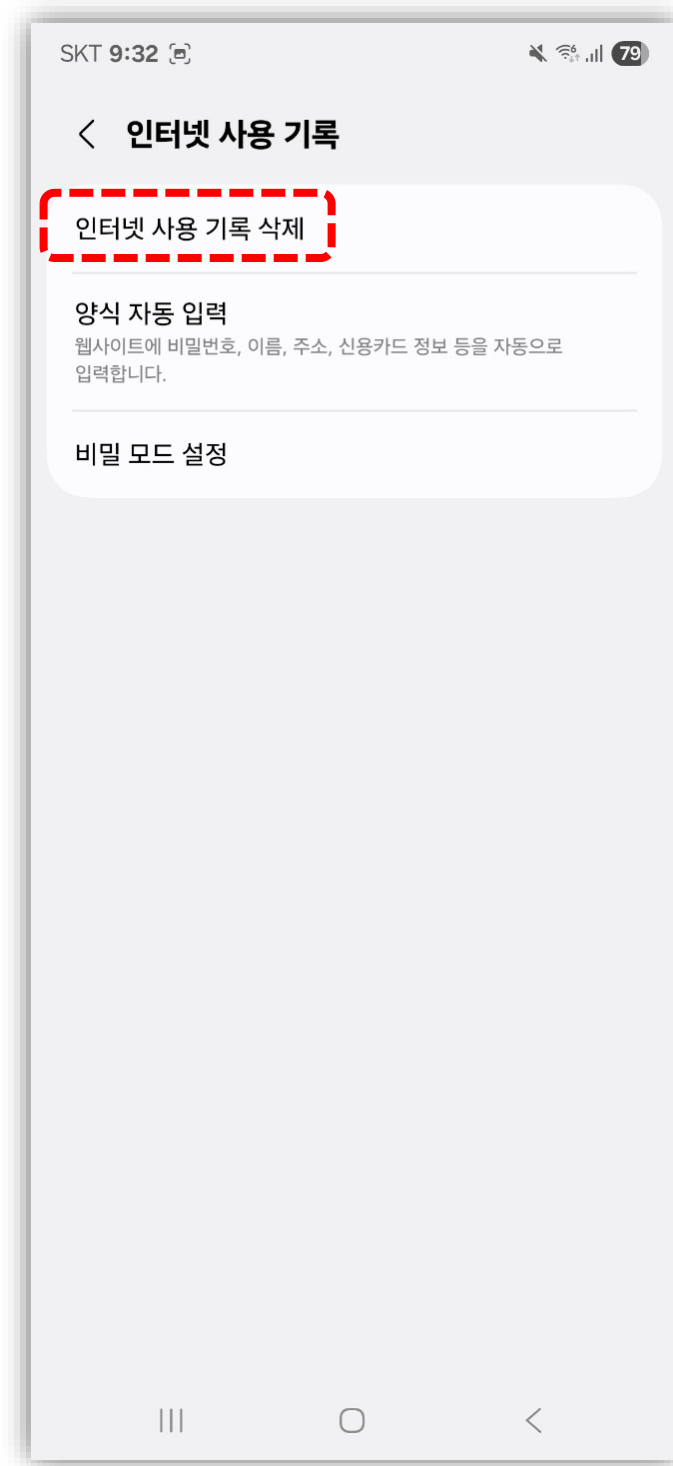 SKT 9:32 79
인터넷 사용 기록
인터넷 사용 기록 삭제
양식 자동 입력
웹사이트에 비밀번호, 이름, 주소, 신용카드 정보 등을 자동으로
입력합니다.
비밀 모드 설정